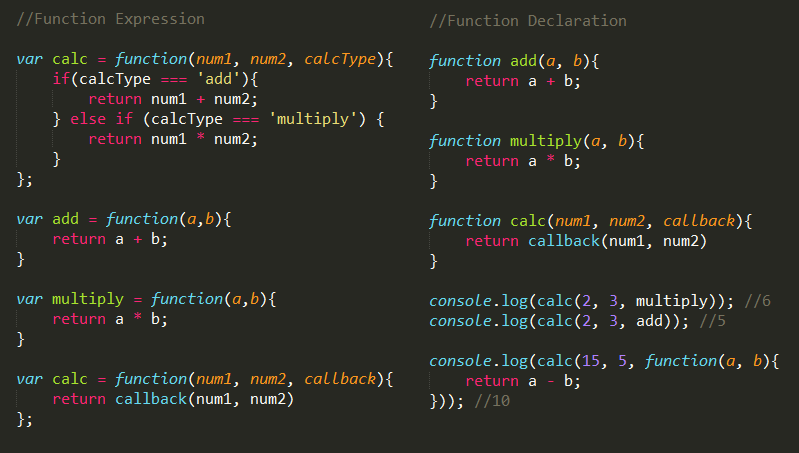 //Function Expression
var calc = function(num1, num2, calcType){
    if(calcType === 'add'){
        return num1 + num2;
    } else if (calcType === 'multiply') {
        return num1 * num2;
    }
};
var add = function(a,b){
    return a + b;
}
var multiply = function(a,b){
    return a * b;
}
var calc = function(num1, num2, callback){
    return callback(num1, num2)
};
//Function Declaration
function add(a, b){
    return a + b;
}
function multiply(a, b){
    return a * b;
}
function calc(num1, num2, callback){
    return callback(num1, num2)
}
console.log(calc(2, 3, multiply)); //6
console.log(calc(2, 3, add)); //5
console.log(calc(15, 5, function(a, b){
    return a - b;
})); //10